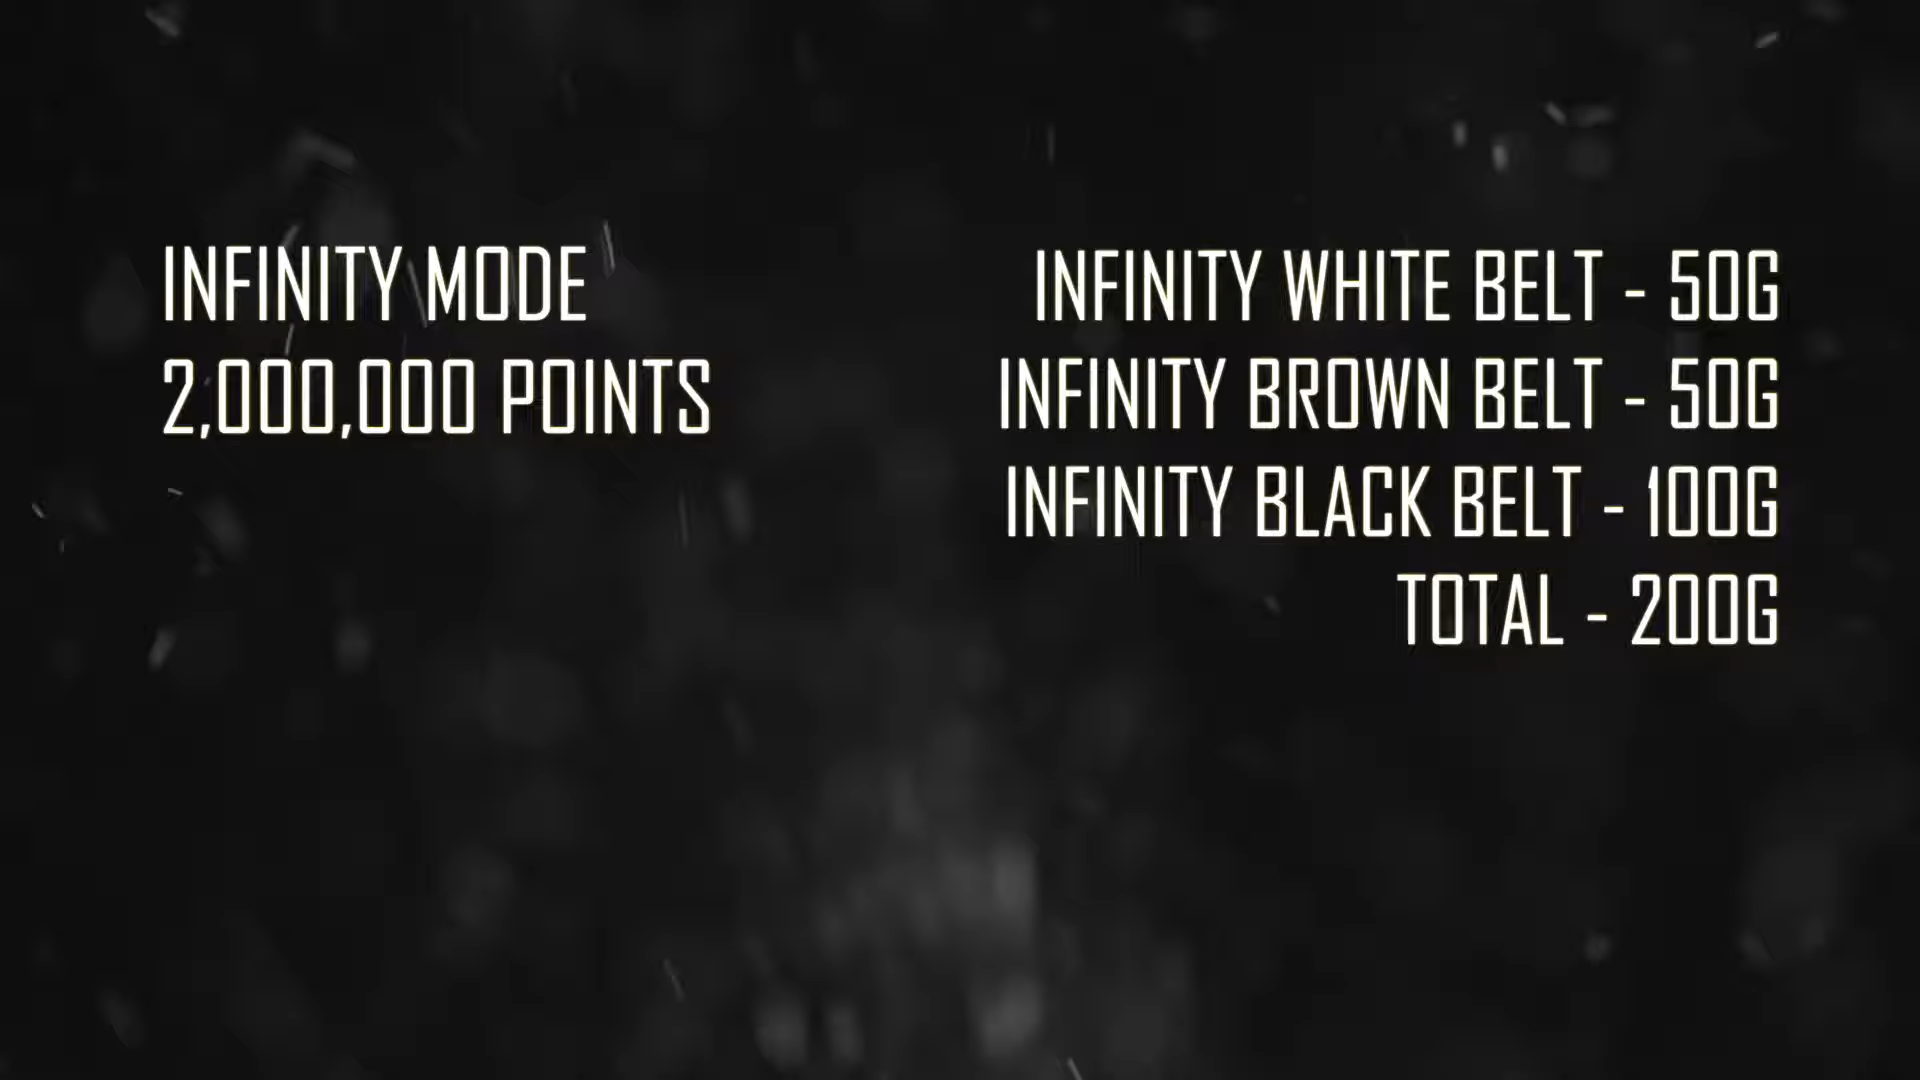 INFINITY MODE
2,000,000 POINTS
INFINITY WHITE BELT - 50G
INFINITY BROWN BELT - 50G
INFINITY BLACK BELT - 100G
TOTAL - 200G